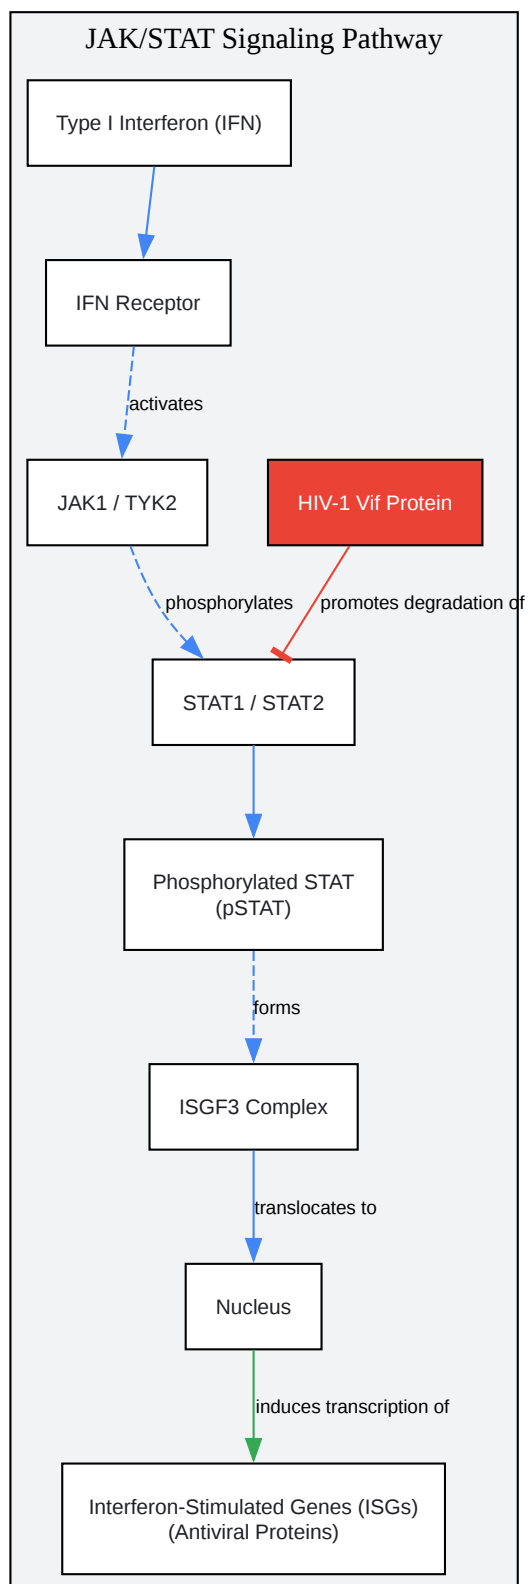 JAK/STAT Signaling Pathway
Type I Interferon (IFN)
IFN Receptor
activates
JAK1 / TYK2
HIV-1 Vif Protein
phosphorylates
promotes degradation of
STAT1 / STAT2
Phosphorylated STAT
(pSTAT)
forms
ISGF3 Complex
translocates to
Nucleus
induces transcription of
Interferon-Stimulated Genes (ISGs)
(Antiviral Proteins)